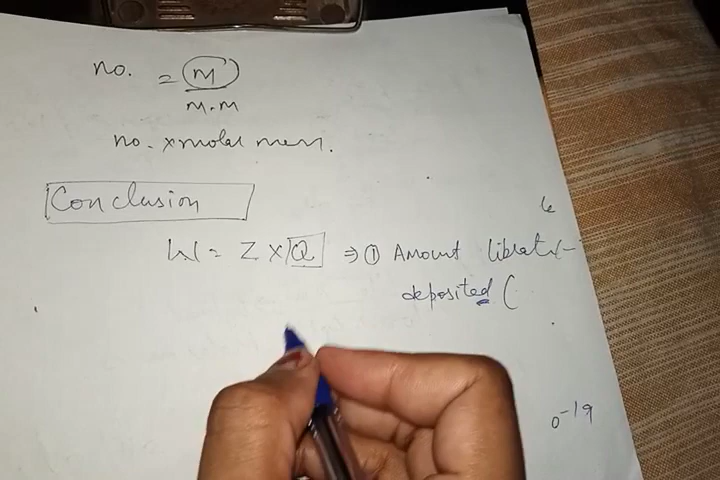 no. = M
M.M
no. x molar mass.
Conclusion
W = Z x Q ⇒ ① Amount liberated
deposited (
0-19